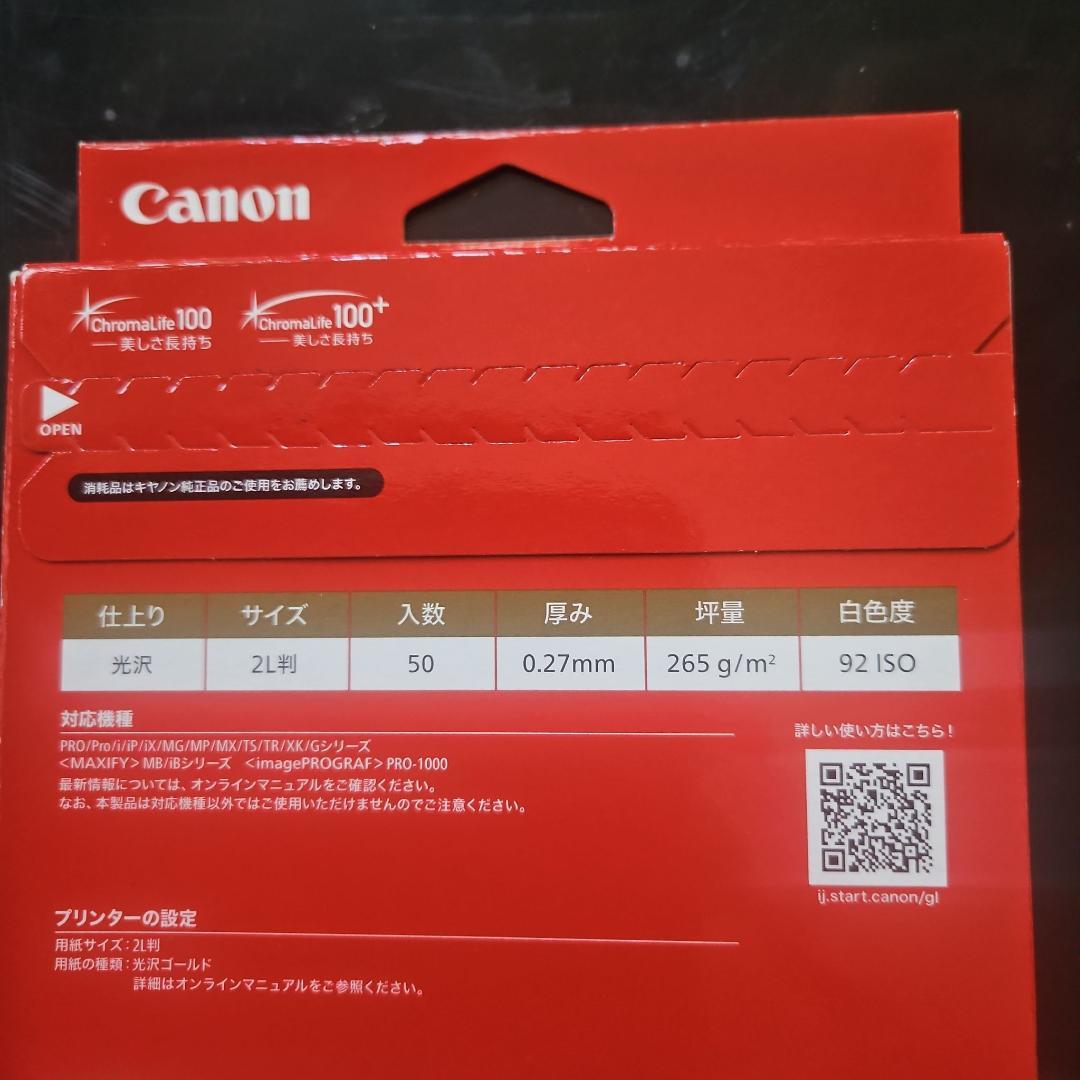 Canon
ChromaLife100 ChromaLife100+
美しさ長持ち 美しさ長持ち
OPEN
消耗品はキヤノン純正品のご使用をお薦めします。
仕上り サイズ 入数 厚み 坪量 白色度
光沢 2L判 50 0.27mm 265 g/m² 92 ISO
対応機種
PRO/Pro/i/iP/iX/MG/MP/MX/TS/TR/XK/Gシリーズ
<MAXIFY>MB/iBシリーズ <imagePROGRAF>PRO-1000
最新情報については、オンラインマニュアルをご確認ください。
なお、本製品は対応機種以外ではご使用いただけませんのでご注意ください。
詳しい使い方はこちら!
ij.start.canon/gl
プリンターの設定
用紙サイズ:2L判
用紙の種類:光沢ゴールド
詳細はオンラインマニュアルをご参照ください。